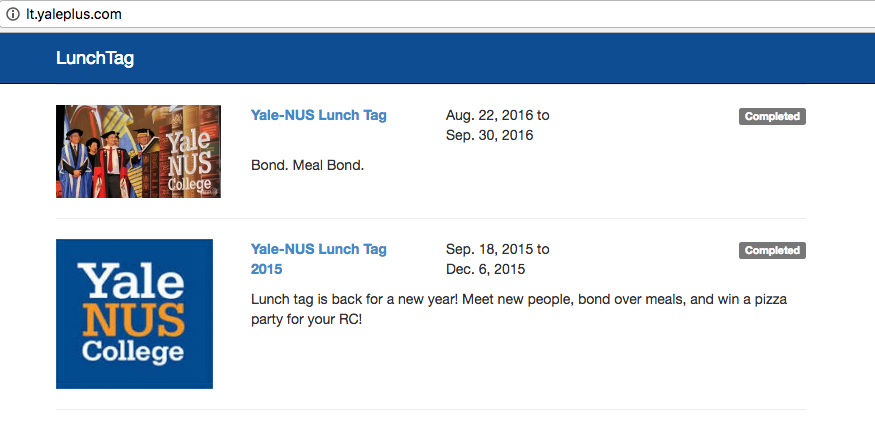 lt.yaleplus.com
LunchTag
Yale
NUS
College
Yale-NUS Lunch Tag
Aug. 22, 2016 to
Sep. 30, 2016
Completed
Bond. Meal Bond.
Yale
NUS
College
Yale-NUS Lunch Tag
2015
Sep. 18, 2015 to
Dec. 6, 2015
Completed
Lunch tag is back for a new year! Meet new people, bond over meals, and win a pizza
party for your RC!